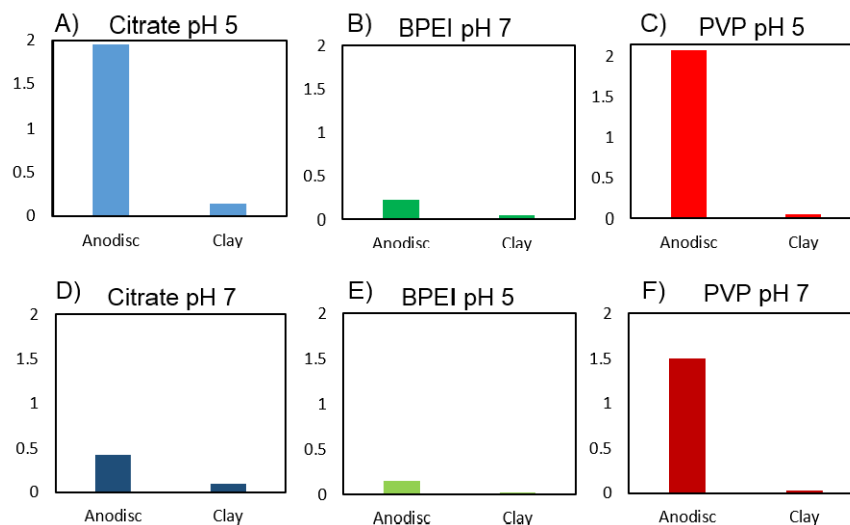 A) Citrate pH 5
2
1.5
1
0.5
0
Anodisc Clay
B) BPEI pH 7
2
1.5
1
0.5
0
Anodisc Clay
C) PVP pH 5
2
1.5
1
0.5
0
Anodisc Clay
D) Citrate pH 7
2
1.5
1
0.5
0
Anodisc Clay
E) BPEI pH 5
2
1.5
1
0.5
0
Anodisc Clay
F) PVP pH 7
2
1.5
1
0.5
0
Anodisc Clay